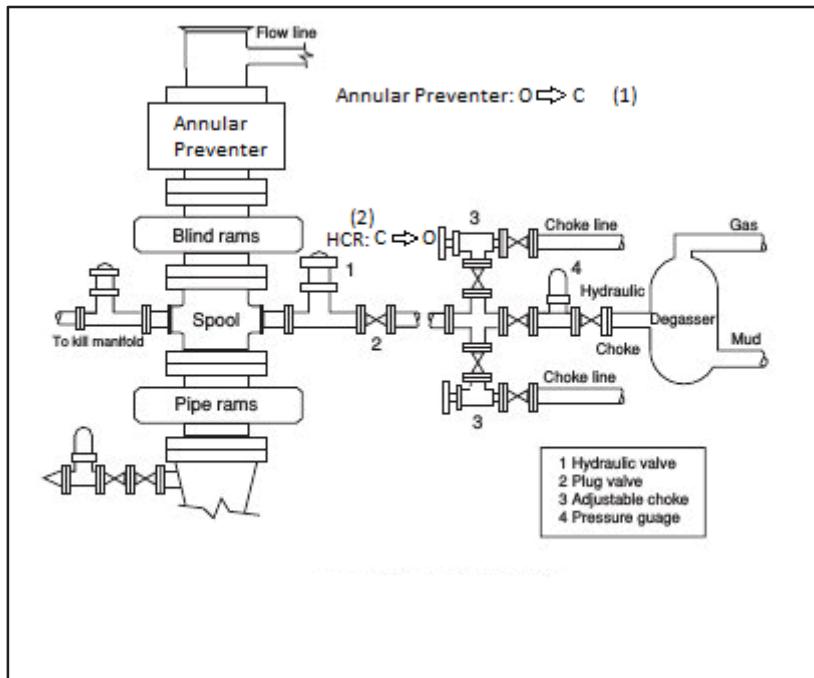 Flow line
Annular Preventer: O ⇨ C (1)
Annular
Preventer
(2)
HCR: C ⇨ O
3
Choke line
Gas
Blind rams
1
4
Hydraulic
Spool
Degasser
To kill manifold
2
Choke
Mud
Choke line
Pipe rams
3
1 Hydraulic valve
2 Plug valve
3 Adjustable choke
4 Pressure guage